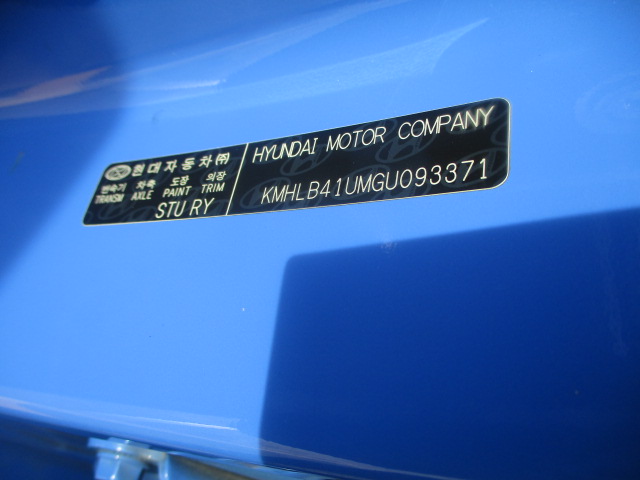 현대자동차㈜
변속기 차축 도장 의장
TRANSM AXLE PAINT TRIM
STU RY
HYUNDAI MOTOR COMPANY
KMHLB41UMGU093371